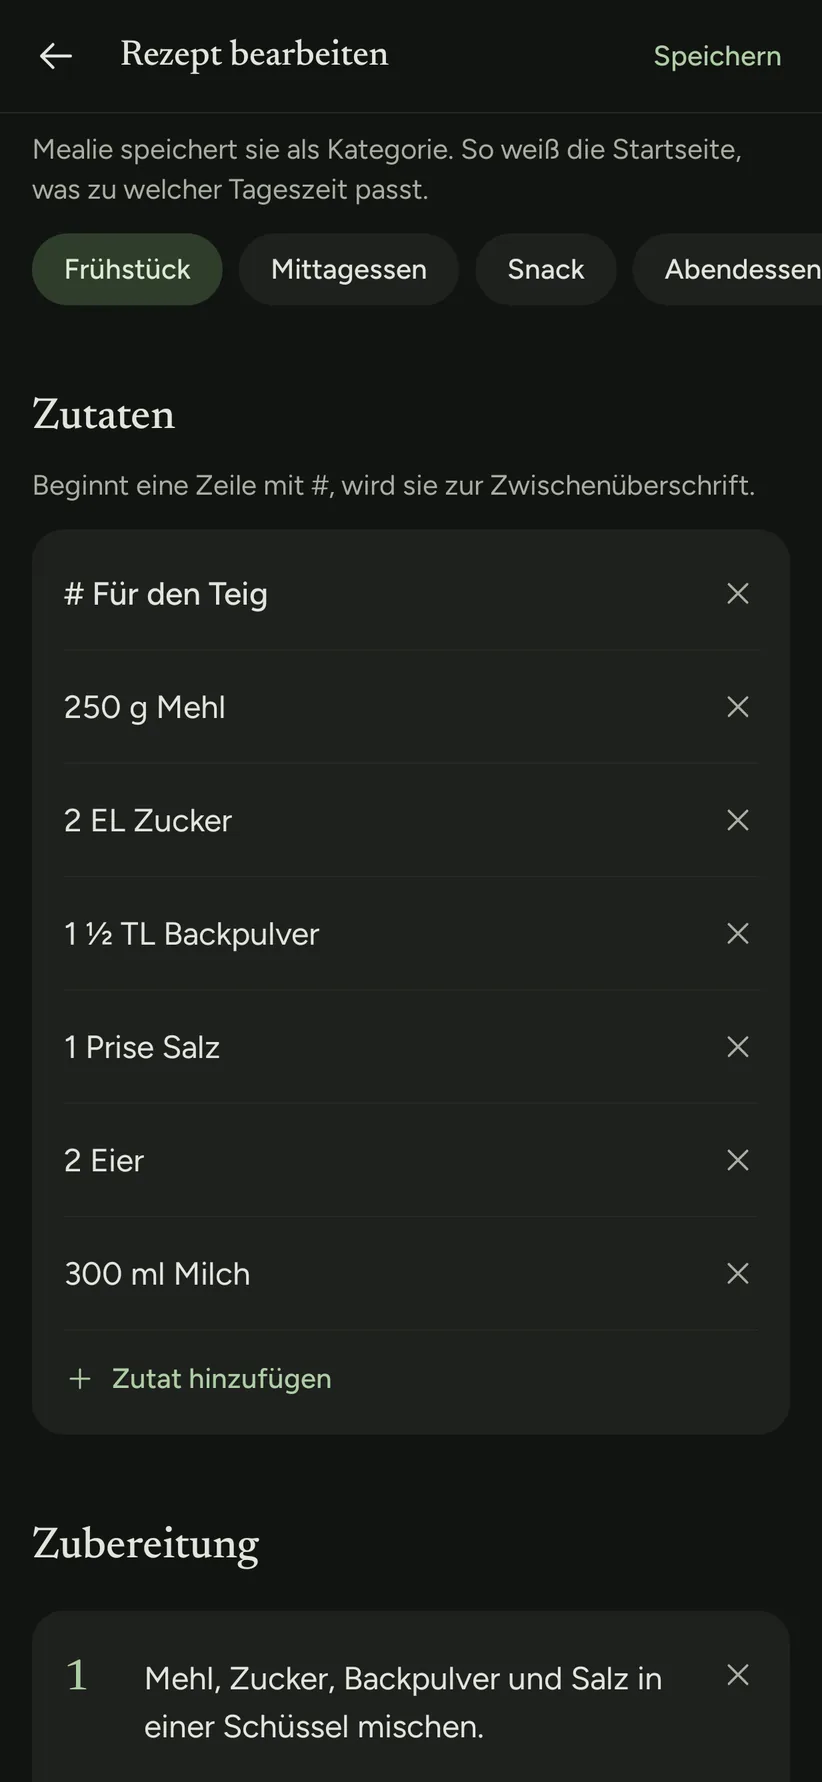 Rezept bearbeiten
Speichern
Mealie speichert sie als Kategorie. So weiß die Startseite,
was zu welcher Tageszeit passt.
Frühstück
Mittagessen
Snack
Abendessen
Zutaten
Beginnt eine Zeile mit #, wird sie zur Zwischenüberschrift.
# Für den Teig
250 g Mehl
2 EL Zucker
1 ½ TL Backpulver
1 Prise Salz
2 Eier
300 ml Milch
Zutat hinzufügen
Zubereitung
1
Mehl, Zucker, Backpulver und Salz in
einer Schüssel mischen.